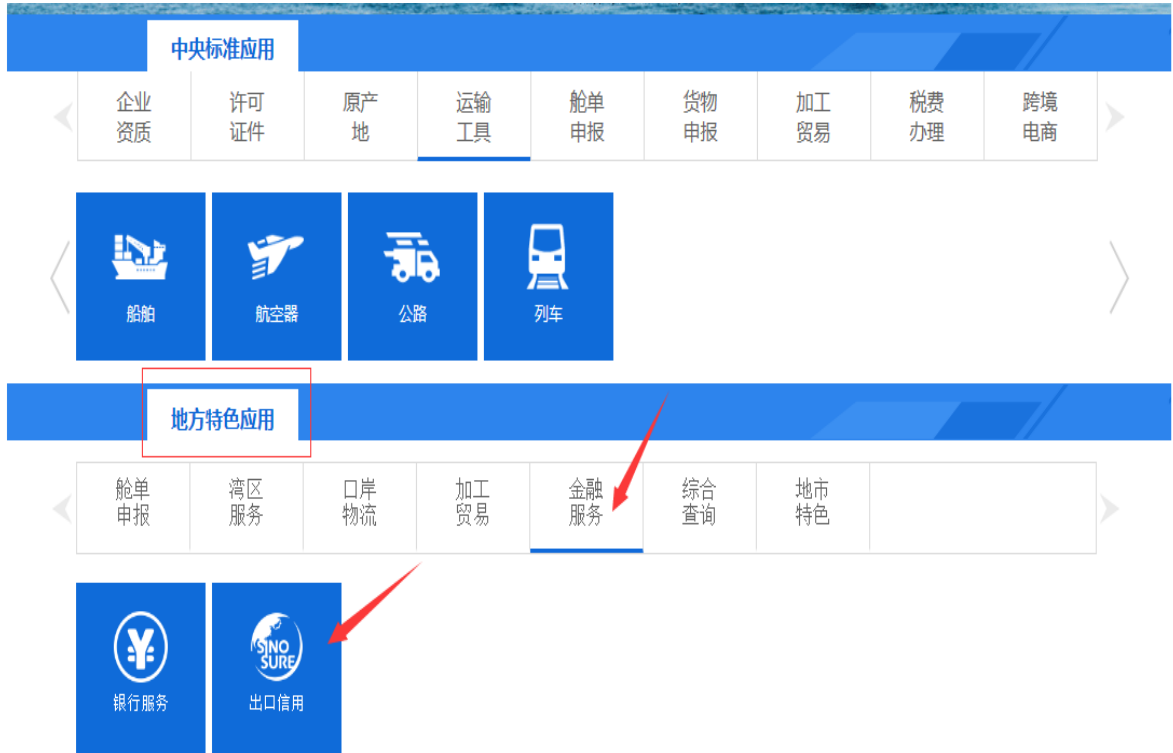 中央标准应用
企业 许可 原产 运输 舱单 货物 加工 税费 跨境
资质 证件 地 工具 申报 申报 贸易 办理 电商
船舶 航空器 公路 列车
地方特色应用
舱单 湾区 口岸 加工 金融 综合 地市
申报 服务 物流 贸易 服务 查询 特色
¥
SINO
SURE
银行服务 出口信用